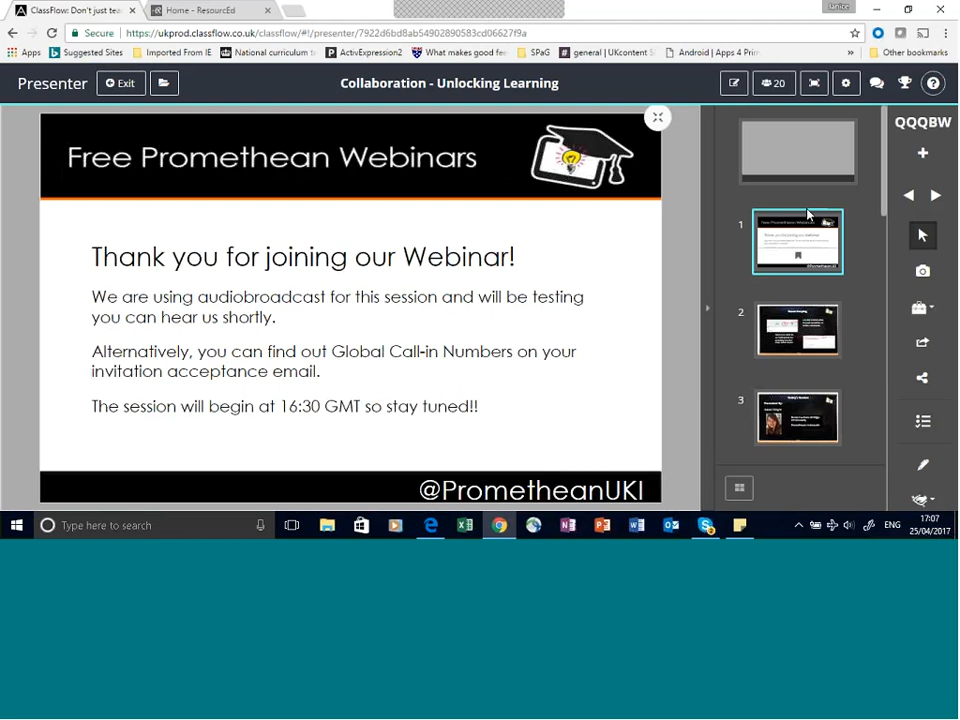 ClassFlow: Don't just tea
Home - ResourcEd
Janice
Secure
https://ukprod.classflow.co.uk/classflow/#!/presenter/7922d6bd8ab54902890583cd06627f9a
Apps
Suggested Sites
Imported From IE
National curriculum
ActivExpression2
What makes good fe
SPaG
general | UKcontent
Android | Apps 4 Prim
»
Other bookmarks
Presenter
Exit
Collaboration - Unlocking Learning
20
QQQBW
Free Promethean Webinars
Thank you for joining our Webinar!
We are using audiobroadcast for this session and will be testing
you can hear us shortly.
Alternatively, you can find out Global Call-in Numbers on your
invitation acceptance email.
The session will begin at 16:30 GMT so stay tuned!!
@PrometheanUKI
1
2
3
Type here to search
ENG
17:07
25/04/2017